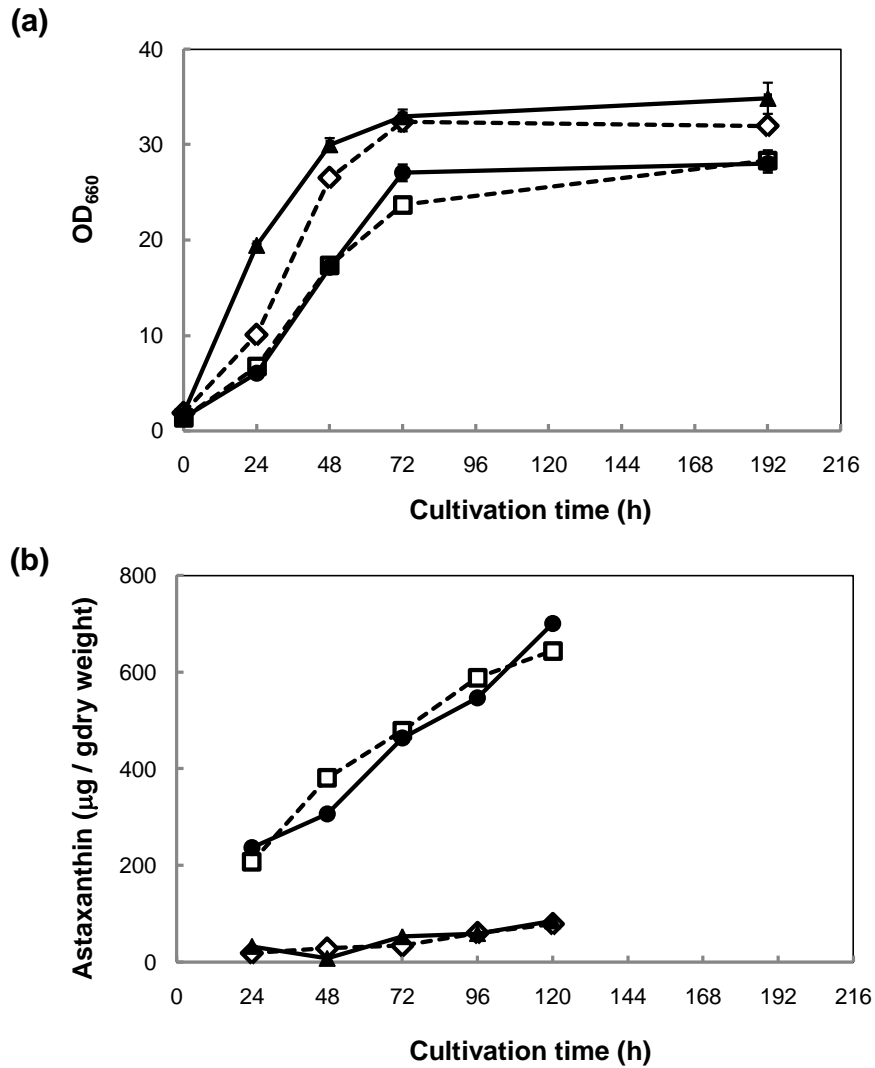 (a)
40
30
20
10
0
OD660
0 24 48 72 96 120 144 168 192 216
Cultivation time (h)
(b)
800
600
400
200
0
Astaxanthin (μg / gdry weight)
0 24 48 72 96 120 144 168 192 216
Cultivation time (h)